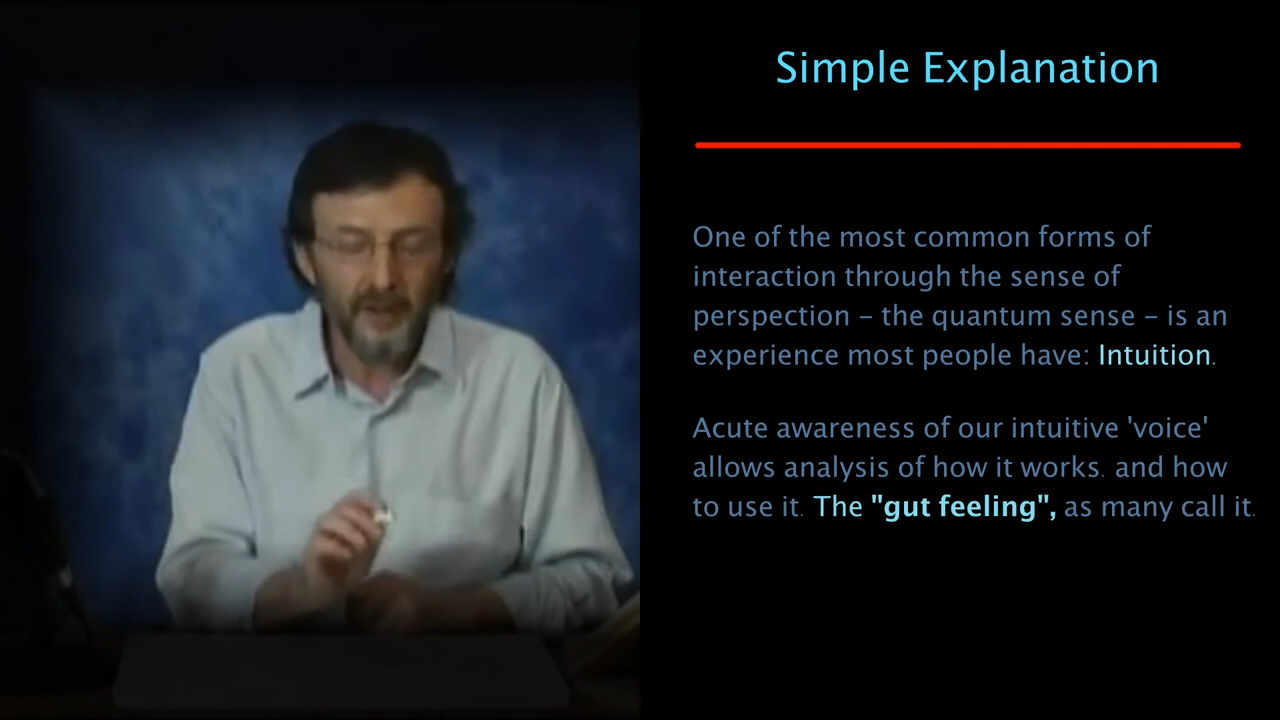 Simple Explanation
One of the most common forms of
interaction through the sense of
perspection – the quantum sense – is an
experience most people have: Intuition.
Acute awareness of our intuitive 'voice'
allows analysis of how it works. and how
to use it. The "gut feeling", as many call it.